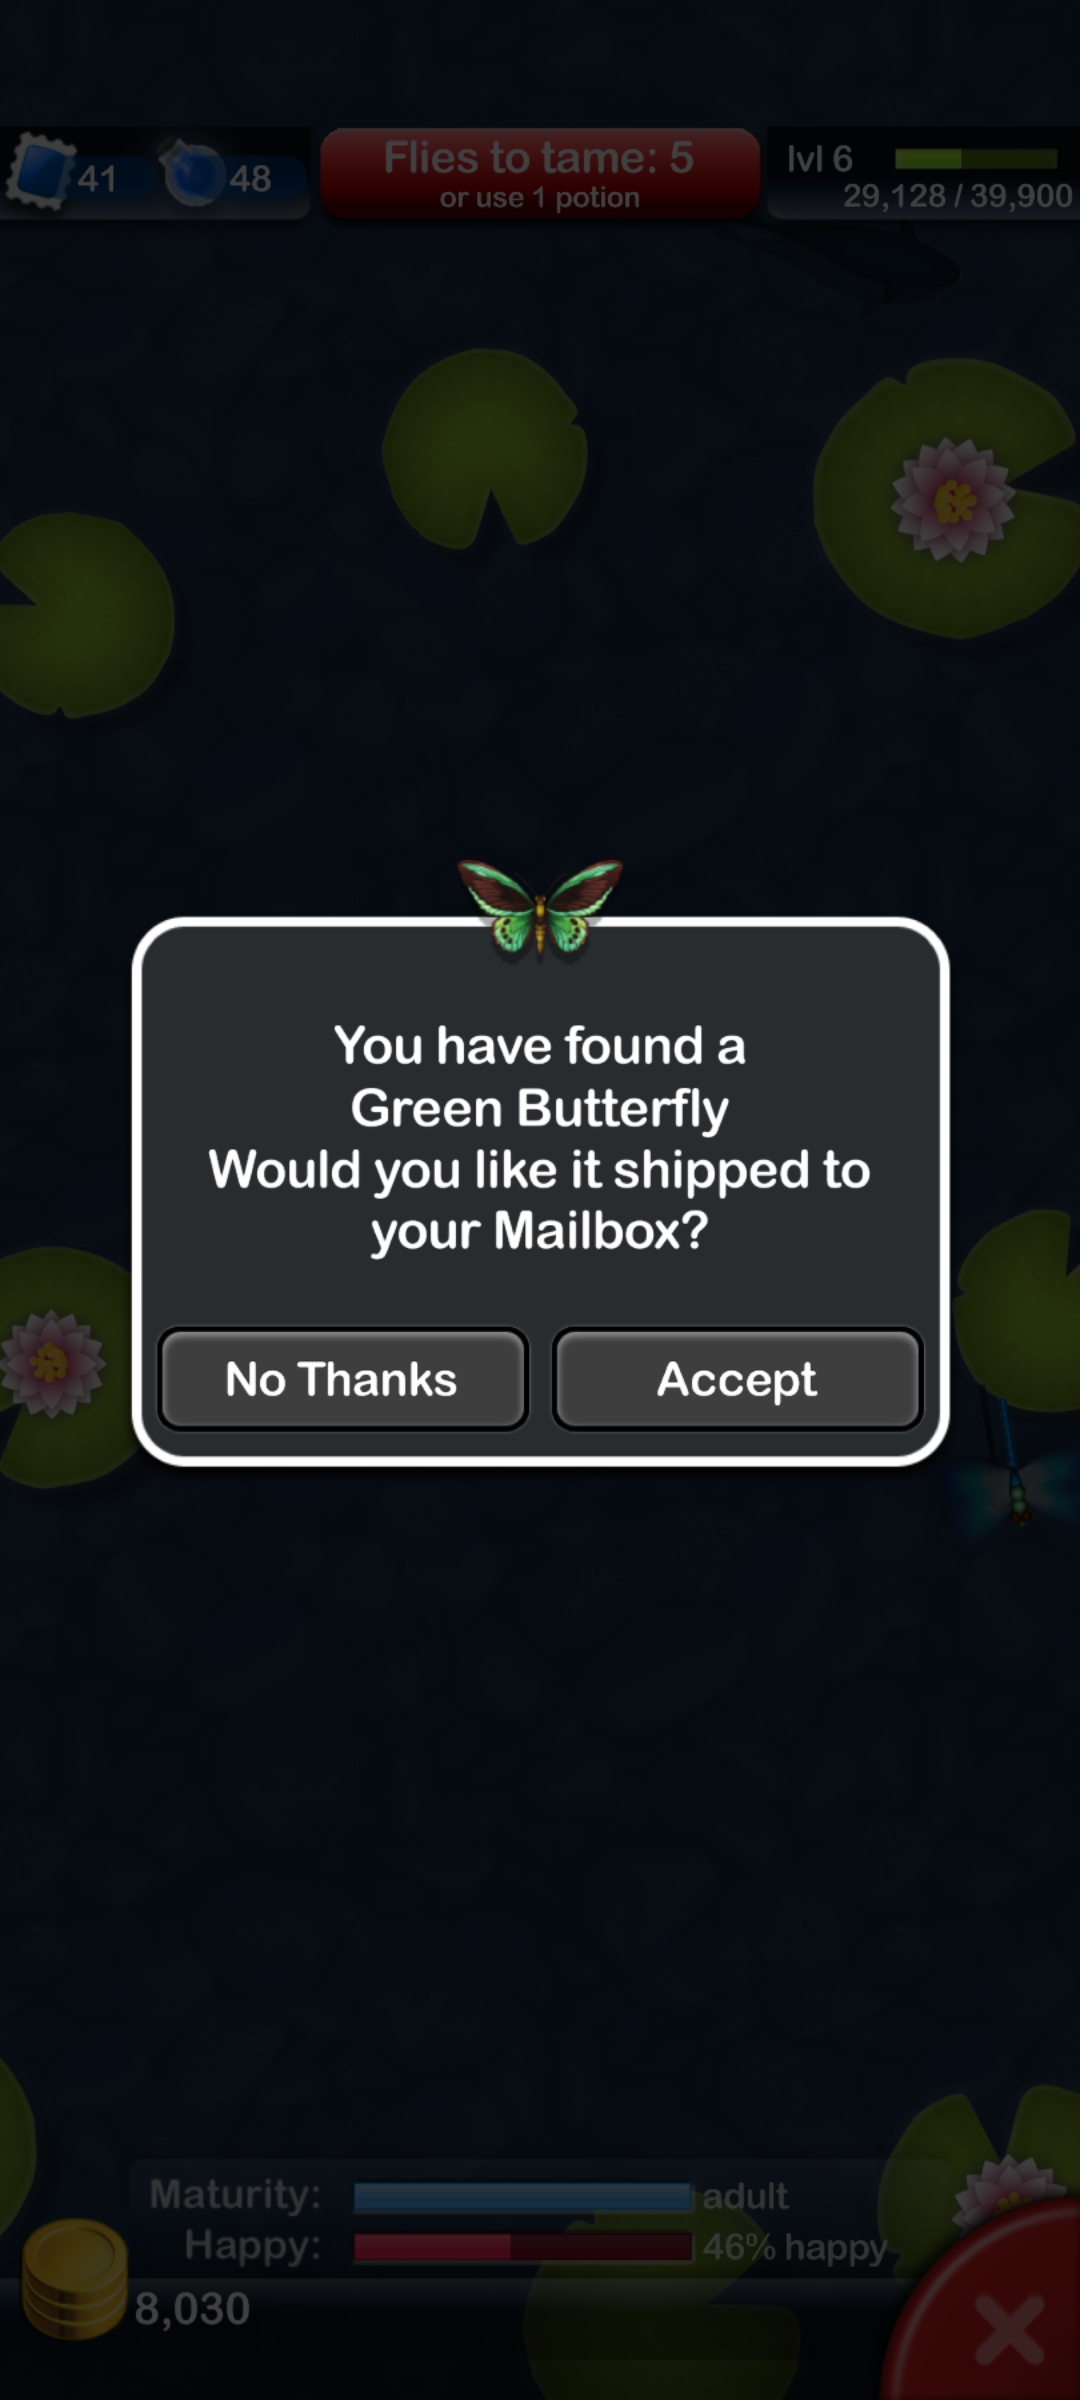 41
48
Flies to tame: 5
or use 1 potion
lvl 6
29,128 / 39,900
You have found a
Green Butterfly
Would you like it shipped to
your Mailbox?
No Thanks
Accept
Maturity:
adult
Happy:
46% happy
8,030